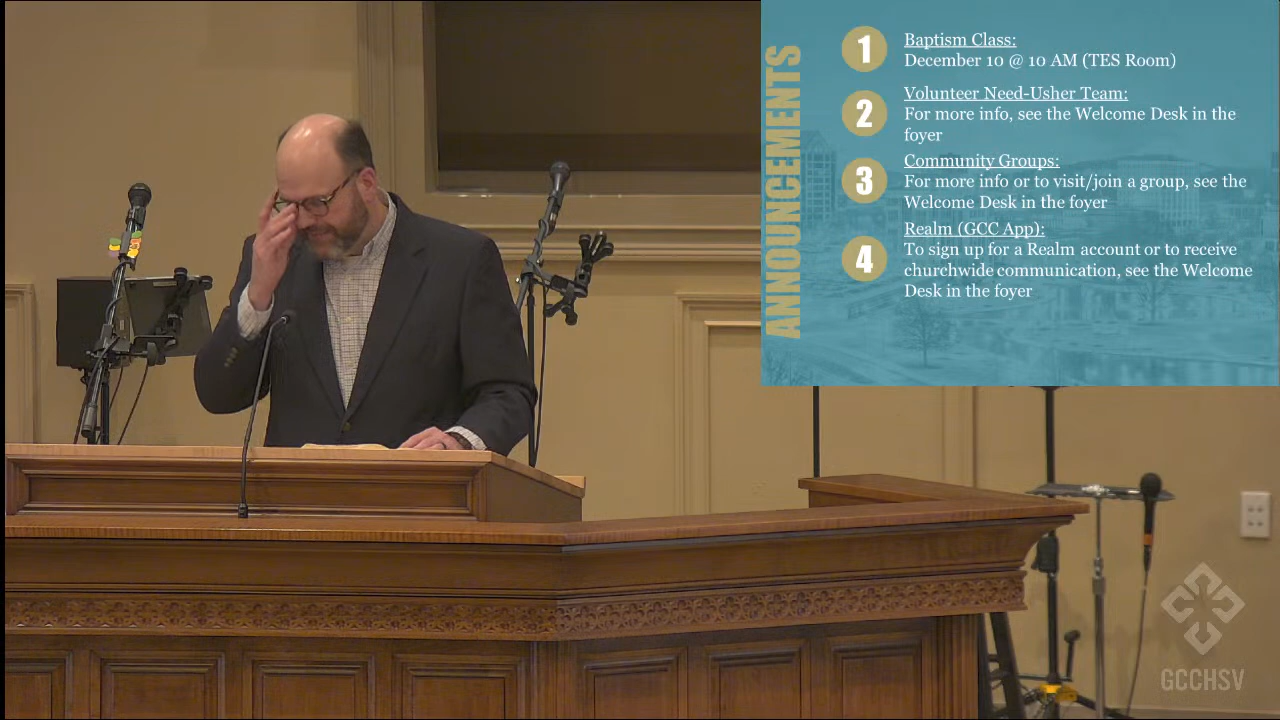 ANNOUNCEMENTS
1
Baptism Class:
December 10 @ 10 AM (TES Room)
2
Volunteer Need-Usher Team:
For more info, see the Welcome Desk in the
foyer
3
Community Groups:
For more info or to visit/join a group, see the
Welcome Desk in the foyer
4
Realm (GCC App):
To sign up for a Realm account or to receive
churchwide communication, see the Welcome
Desk in the foyer
GCCHSV